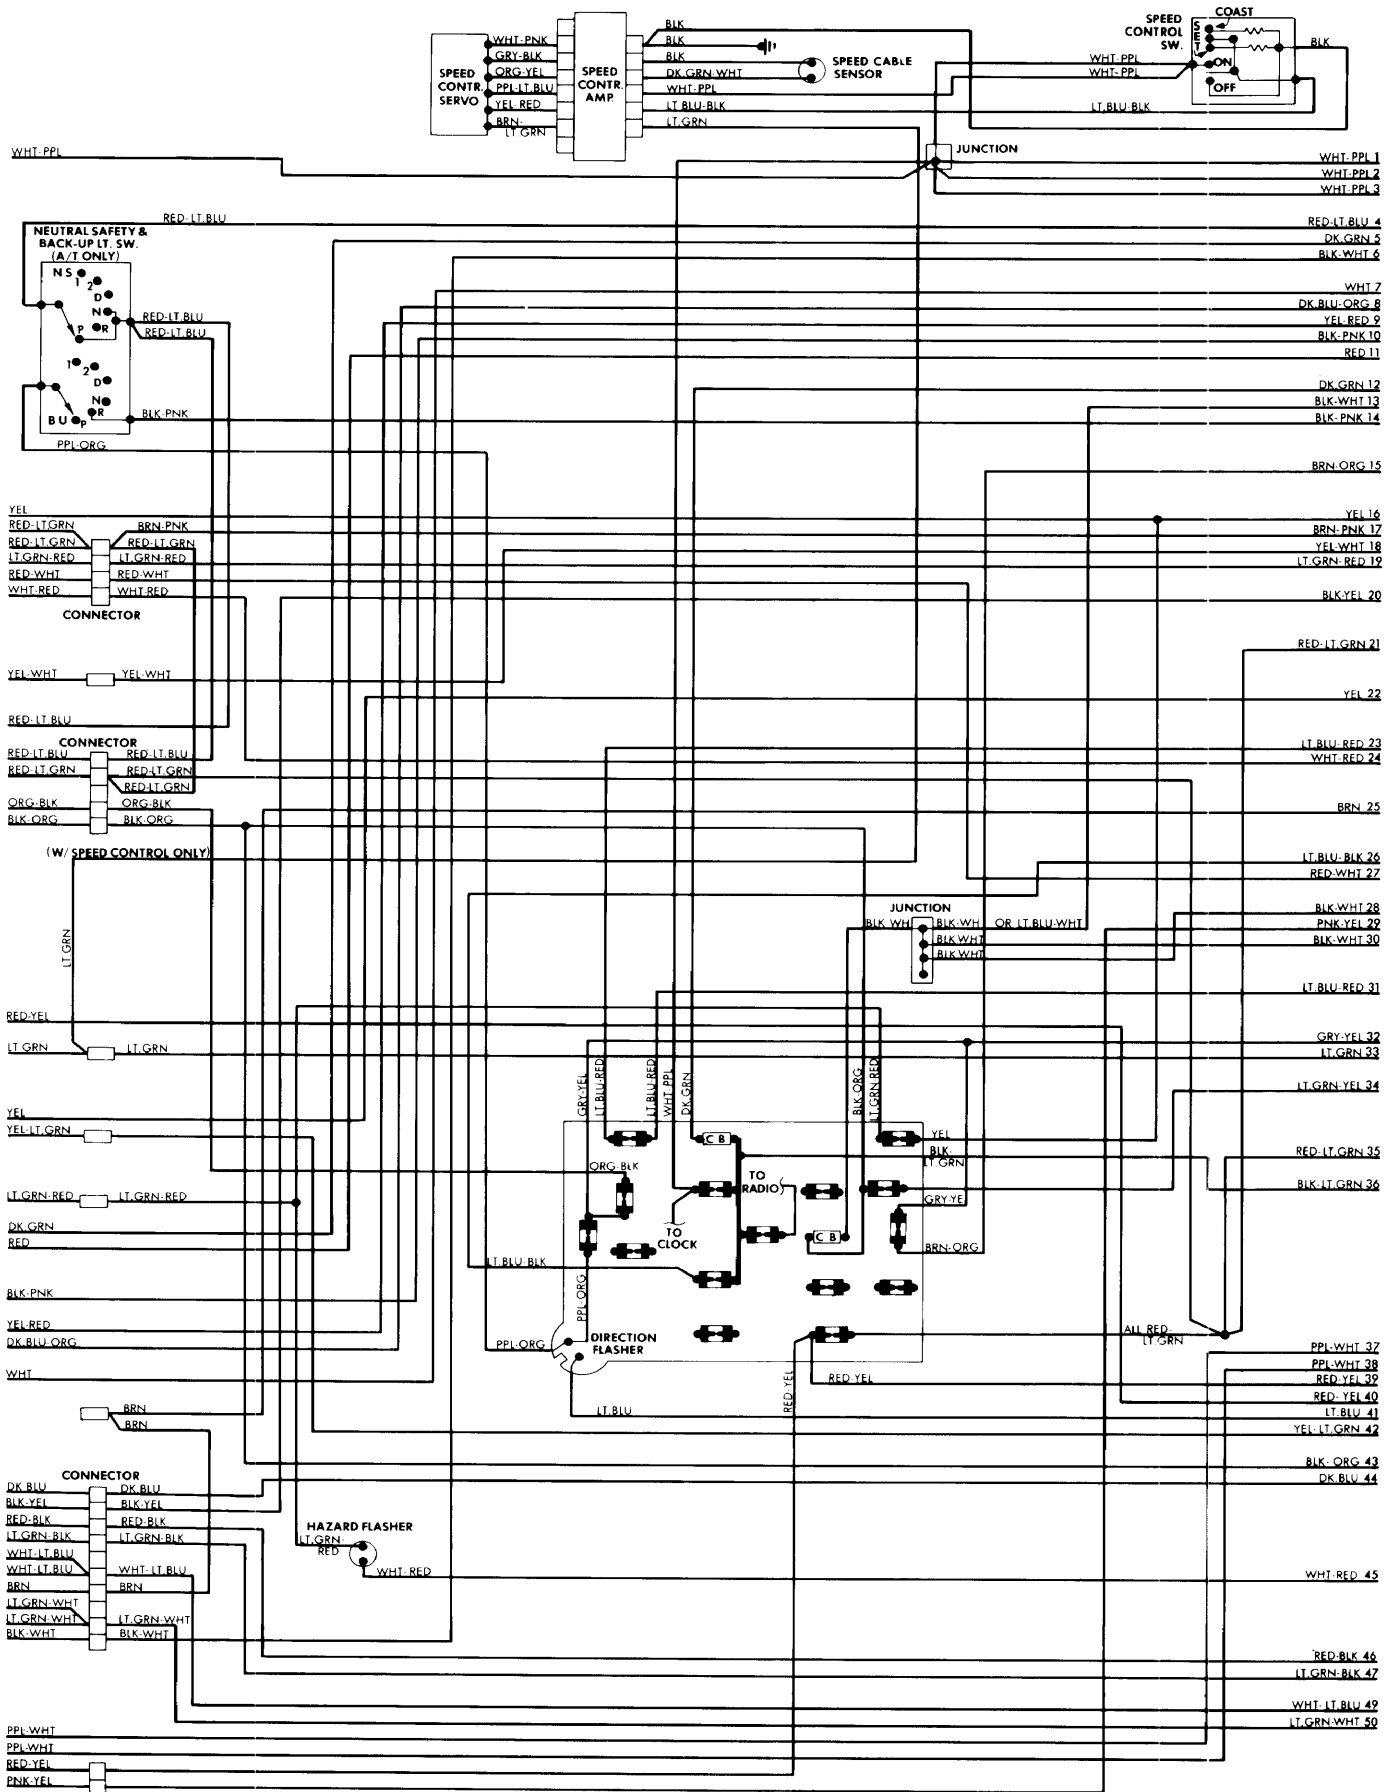 COAST
SPEED
CONTROL
SW.
S
E
T
ON
OFF
BLK
WHT-PPL
WHT-PPL
LT.BLU-BLK
BLK
BLK
BLK
DK.GRN-WHT
WHT-PPL
LT BLU-BLK
LT.GRN
SPEED CABLE
SENSOR
WHT-PNK
GRY-BLK
ORG-YEL
PPL-LT.BLU
YEL-RED
BRN-
LT GRN
SPEED
CONTR.
SERVO
SPEED
CONTR.
AMP.
JUNCTION
WHT-PPL
WHT-PPL 1
WHT-PPL 2
WHT-PPL 3
RED-LT.BLU
RED-LT.BLU 4
DK.GRN 5
BLK-WHT 6
WHT 7
DK.BLU-ORG 8
YEL-RED 9
BLK-PNK 10
RED 11
DK.GRN 12
BLK-WHT 13
BLK-PNK 14
BRN-ORG 15
NEUTRAL SAFETY &
BACK-UP LT. SW.
(A/T ONLY)
N S
1
2
D
N
R
P
RED-LT.BLU
RED-LT.BLU
1
2
D
N
R
B U
P
BLK-PNK
PPL-ORG
YEL
RED-LT.GRN
RED-LT.GRN
LT.GRN-RED
RED-WHT
WHT-RED
BRN-PNK
RED-LT.GRN
LT.GRN-RED
RED-WHT
WHT-RED
CONNECTOR
YEL 16
BRN-PNK 17
YEL-WHT 18
LT.GRN-RED 19
BLK-YEL 20
RED-LT.GRN 21
YEL 22
LT.BLU-RED 23
WHT-RED 24
BRN 25
LT.BLU-BLK 26
RED-WHT 27
BLK-WHT 28
PNK-YEL 29
BLK-WHT 30
LT.BLU-RED 31
GRY-YEL 32
LT.GRN 33
LT.GRN-YEL 34
RED-LT.GRN 35
BLK-LT.GRN 36
YEL-WHT
YEL-WHT
RED-LT.BLU
CONNECTOR
RED-LT.BLU
RED-LT.GRN
ORG-BLK
BLK-ORG
RED-LT.BLU
RED-LT.GRN
RED-LT.GRN
ORG-BLK
BLK-ORG
(W/ SPEED CONTROL ONLY)
LT.GRN
JUNCTION
BLK WH
BLK-WH
OR LT.BLU-WHT
BLK WHT
BLK WHT
RED-YEL
LT GRN
LT.GRN
YEL
YEL-LT.GRN
LT.GRN-RED
LT.GRN-RED
DK.GRN
RED
BLK-PNK
YEL-RED
DK.BLU-ORG
WHT
GRY-YEL
LT.BLU-RED
LT.BLU-RED
WHT-PPL
DK.GRN
BLK-ORG
LT.GRN-RED
C B
YEL
BLK-
LT.GRN
ORG-BLK
TO
RADIO
GRY-YE
TO
CLOCK
C B
LT.BLU-BLK
BRN-ORG
PPL-ORG
PPL-ORG
DIRECTION
FLASHER
ALL RED-
LT.GRN
RED-YEL
RED-YEL
LT.BLU
PPL-WHT 37
PPL-WHT 38
RED-YEL 39
RED-YEL 40
LT.BLU 41
YEL-LT.GRN 42
BLK-ORG 43
DK.BLU 44
WHT-RED 45
RED-BLK 46
LT.GRN-BLK 47
WHT-LT.BLU 49
LT.GRN-WHT 50
BRN
BRN
CONNECTOR
DK BLU
BLK-YEL
RED-BLK
LT.GRN-BLK
WHT-LT.BLU
WHT-LT.BLU
BRN
LT.GRN-WHT
LT.GRN-WHT
BLK-WHT
DK.BLU
BLK-YEL
RED-BLK
LT.GRN-BLK
WHT-LT.BLU
BRN
LT.GRN-WHT
BLK-WHT
HAZARD FLASHER
LT.GRN-
RED
WHT-RED
PPL-WHT
PPL-WHT
RED-YEL
PNK-YEL